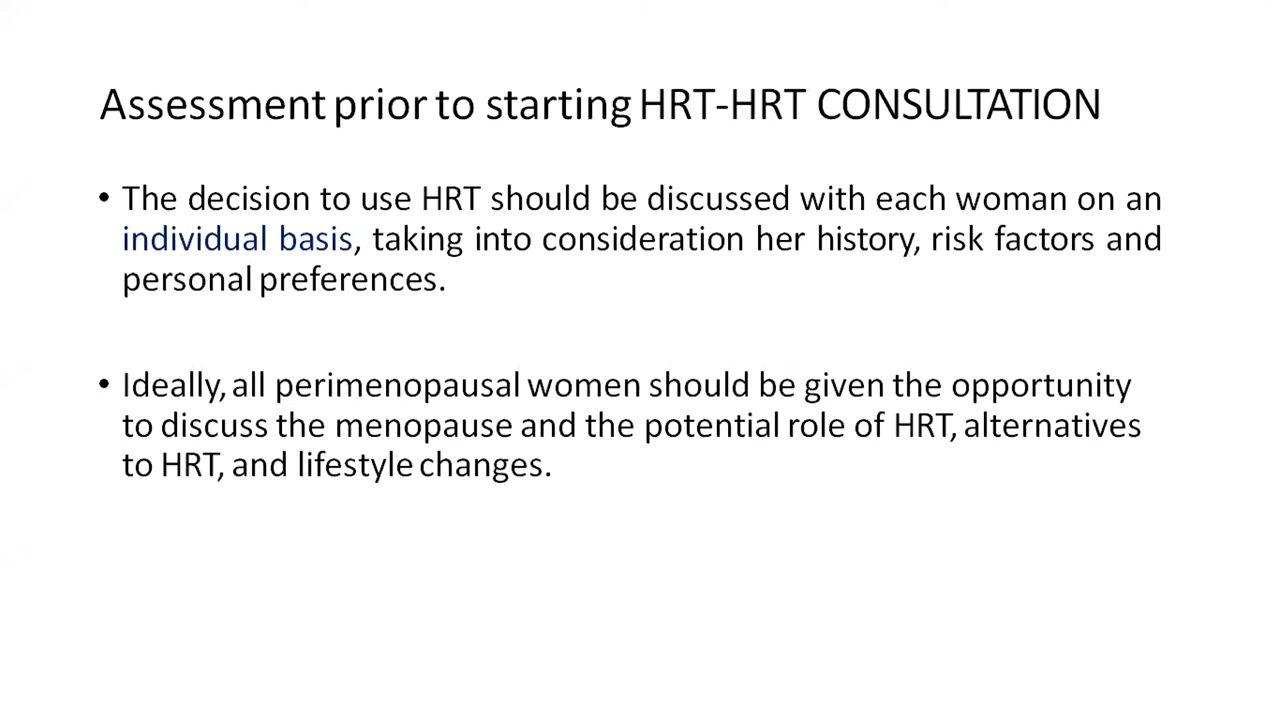 Assessment prior to starting HRT-HRT CONSULTATION
• The decision to use HRT should be discussed with each woman on an
individual basis, taking into consideration her history, risk factors and
personal preferences.
• Ideally, all perimenopausal women should be given the opportunity
to discuss the menopause and the potential role of HRT, alternatives
to HRT, and lifestyle changes.